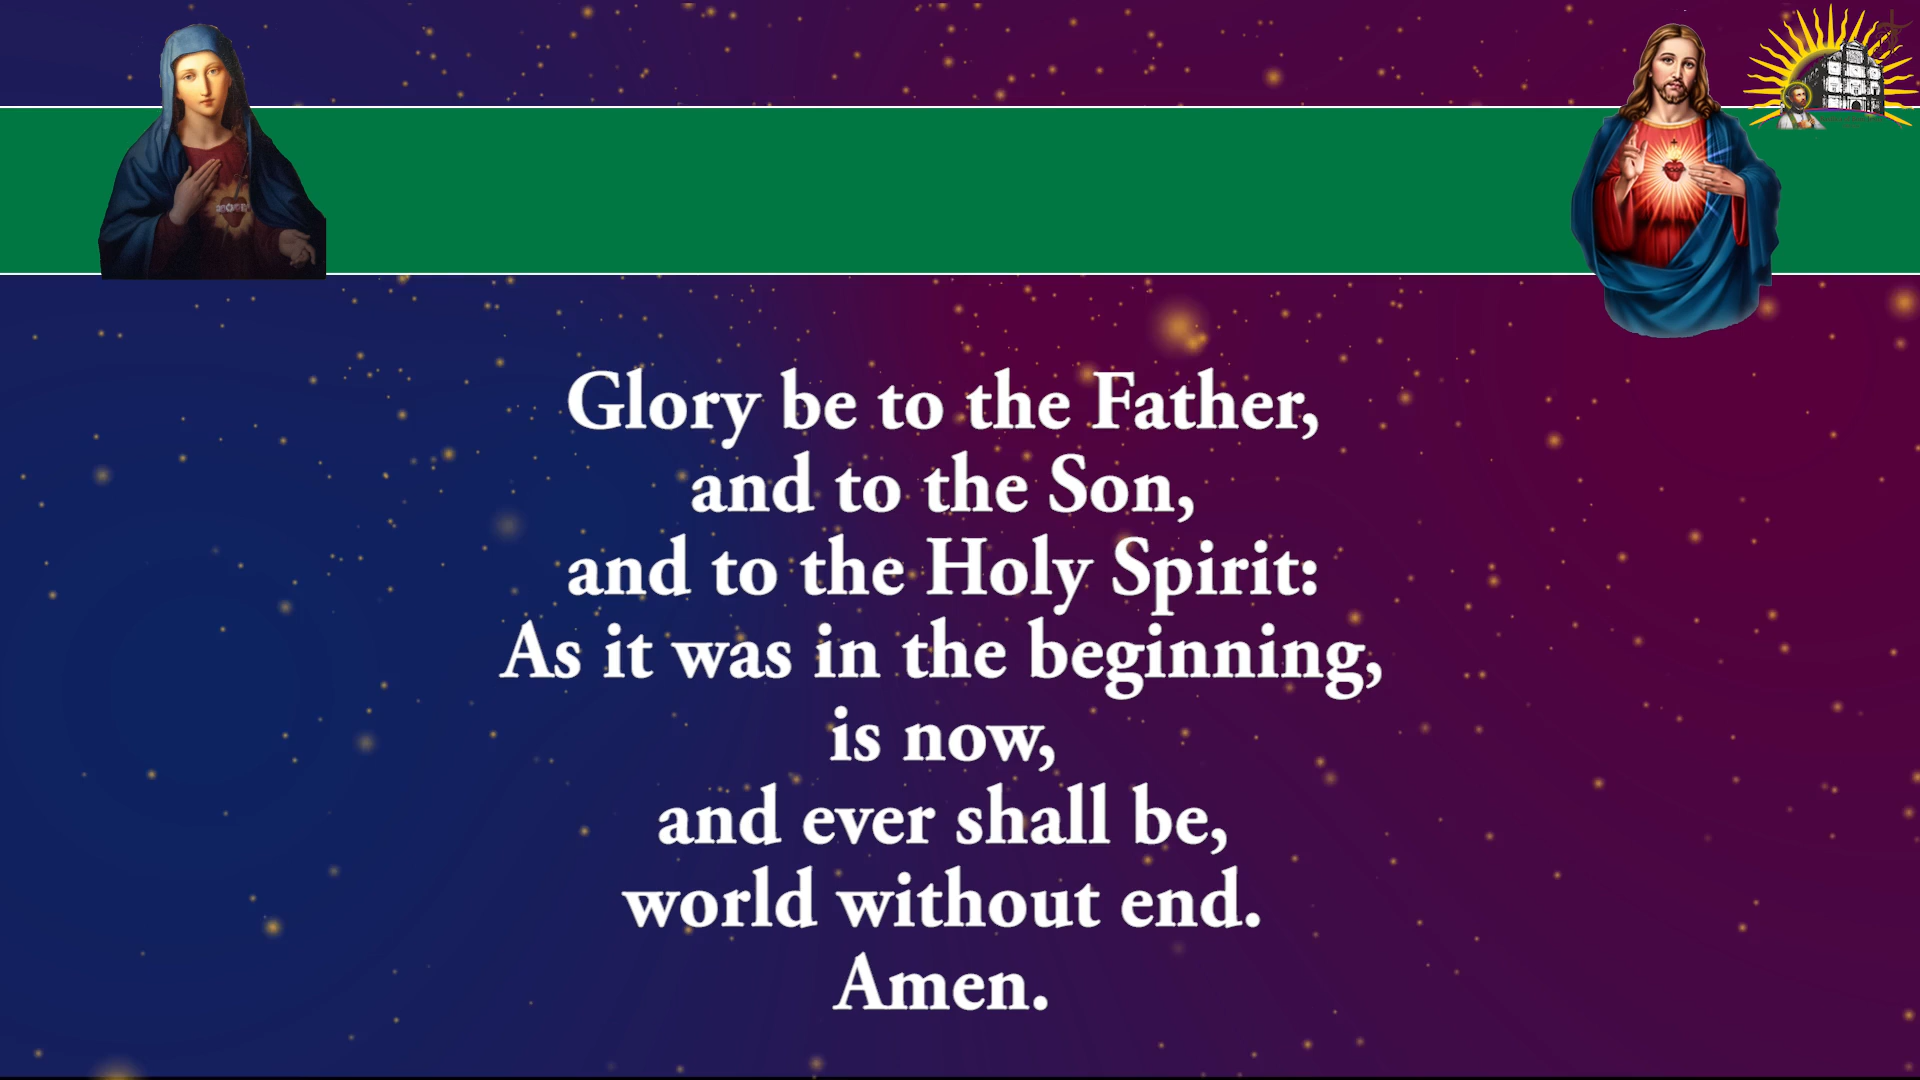 Glory be to the Father,
and to the Son,
and to the Holy Spirit:
As it was in the beginning,
is now,
and ever shall be,
world without end.
Amen.